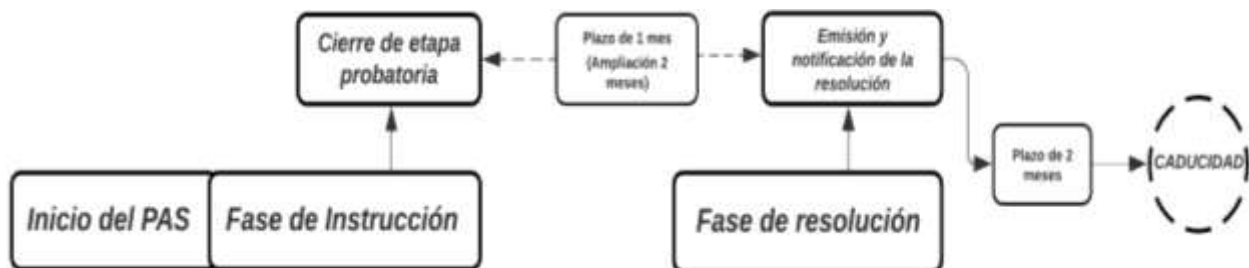 Cierre de etapa
probatoria
Plazo de 1 mes
(Ampliación 2
meses)
Emisión y
notificación de la
resolución
Plazo de 2
meses
CADUCIDAD
Inicio del PAS
Fase de Instrucción
Fase de resolución